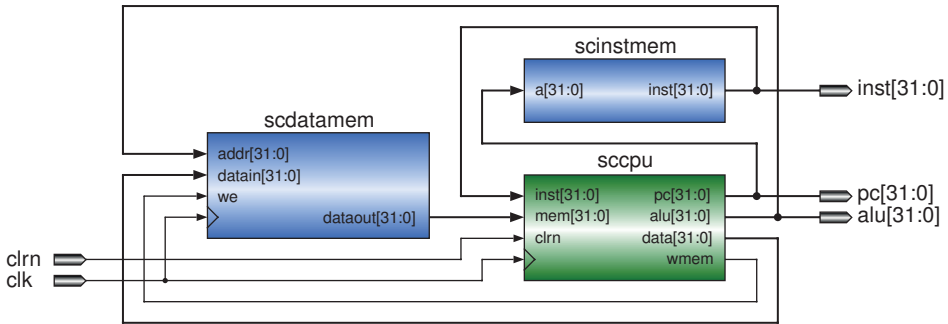 scinstmem
a[31:0] inst[31:0]
inst[31:0]
scdatamem
addr[31:0]
datain[31:0]
we
dataout[31:0]
sccpu
inst[31:0] pc[31:0]
mem[31:0] alu[31:0]
clrn data[31:0]
wmem
pc[31:0]
alu[31:0]
clrn
clk